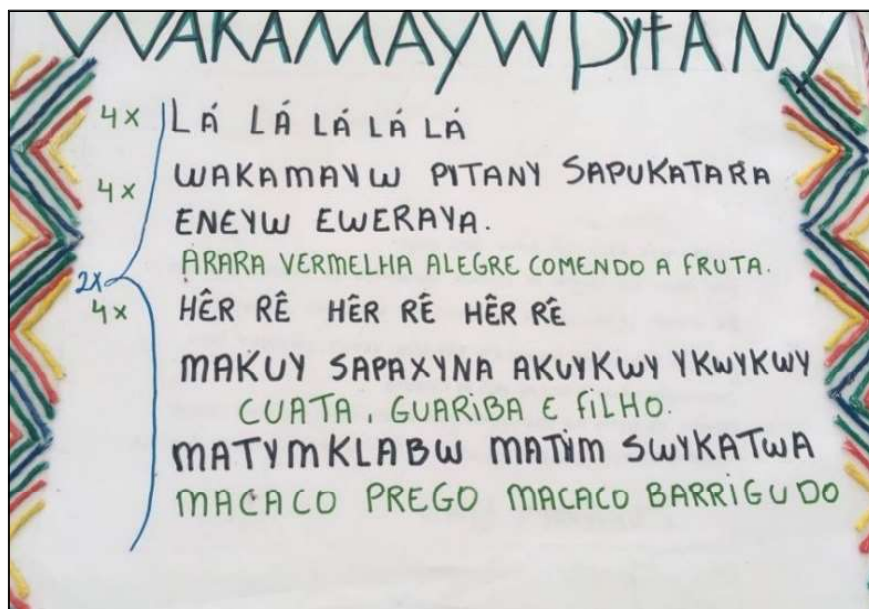 WAKAMAYW PYTANY
4x LÁ LÁ LÁ LÁ LÁ
4x WAKAMAYW PYTANY SAPUKATARA
ENEYW EWERAYA.
ARARA VERMELHA ALEGRE COMENDO A FRUTA.
2x
4x HÊR RÊ HÊR RÊ HÊR RÊ
MAKUY SAPAXYNA AKUYKWY YKWYKWY
CUATA, GUARIBA E FILHO.
MATYMKLABW MATYM SWYKATWA
MACACO PREGO MACACO BARRIGUDO